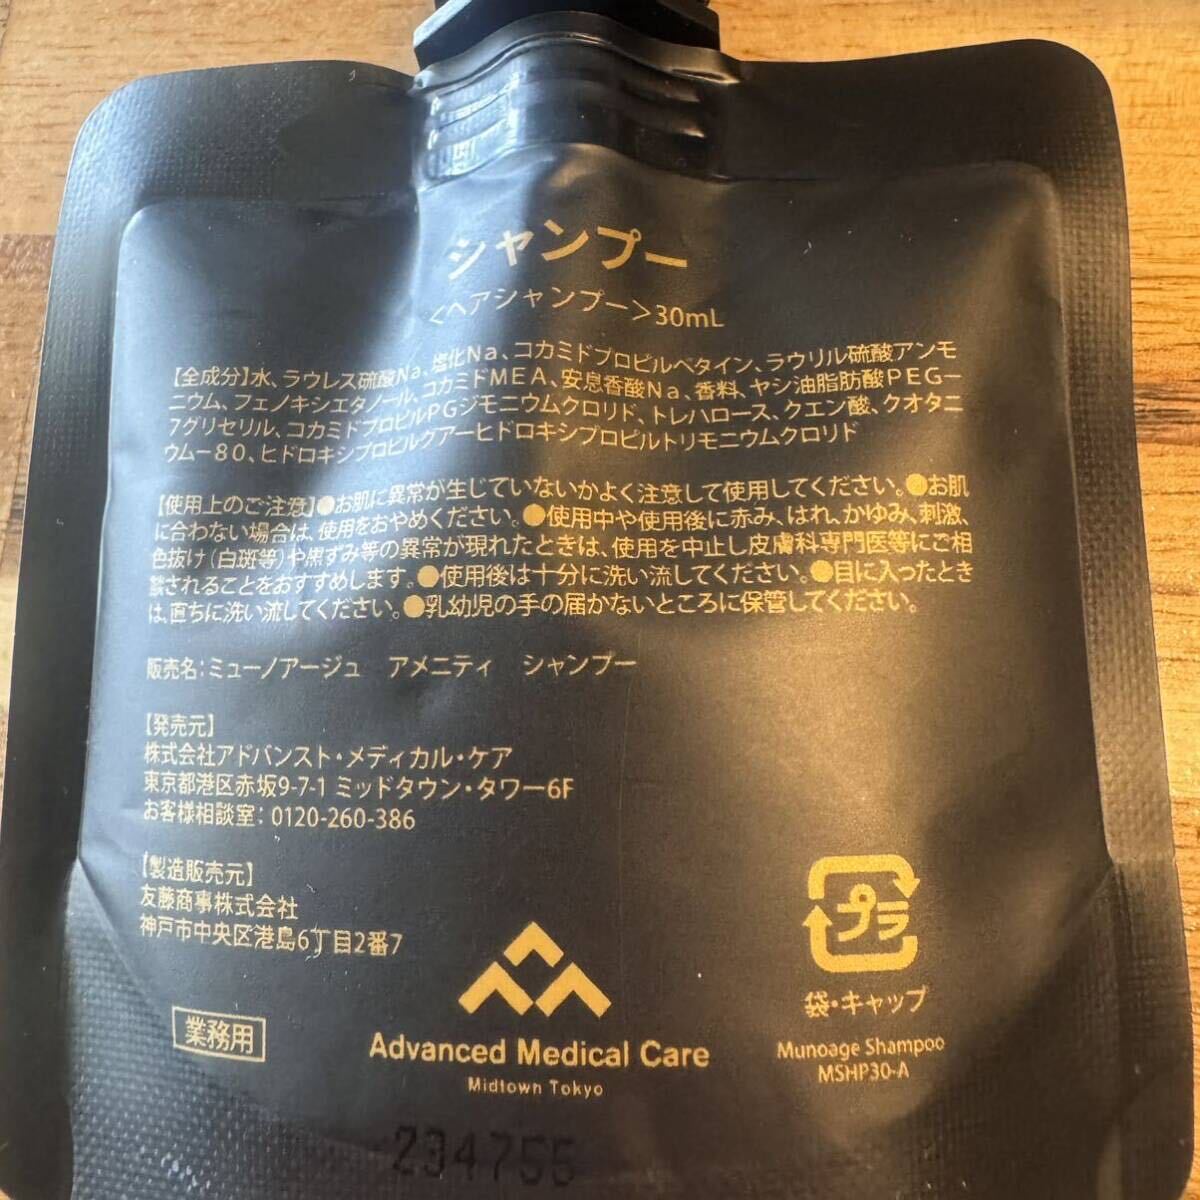 シャンプー
<ヘアシャンプー>30mL
【全成分】水、ラウレス硫酸Na、塩化Na、コカミドプロピルベタイン、ラウリル硫酸アンモ
ニウム、フェノキシエタノール、コカミドMEA、安息香酸Na、香料、ヤシ油脂肪酸PEG-
7グリセリル、コカミドプロピルPGジモニウムクロリド、トレハロース、クエン酸、クオタニ
ウム-80、ヒドロキシプロピルグアーヒドロキシプロピルトリモニウムクロリド
【使用上のご注意】●お肌に異常が生じていないかよく注意して使用してください。●お肌
に合わない場合は、使用をおやめください。●使用中や使用後に赤み、はれ、かゆみ、刺激、
色抜け(白斑等)や黒ずみ等の異常が現れたときは、使用を中止し皮膚科専門医等にご相
談されることをおすすめします。●使用後は十分に洗い流してください。●目に入ったとき
は、直ちに洗い流してください。●乳幼児の手の届かないところに保管してください。
販売名:ミューノアージュ アメニティ シャンプー
【発売元】
株式会社アドバンスト・メディカル・ケア
東京都港区赤坂9-7-1 ミッドタウン・タワー6F
お客様相談室:0120-260-386
【製造販売元】
友藤商事株式会社
神戸市中央区港島6丁目2番7
業務用
Advanced Medical Care
Midtown Tokyo
プラ
袋・キャップ
Munoage Shampoo
MSHP30-A
234755